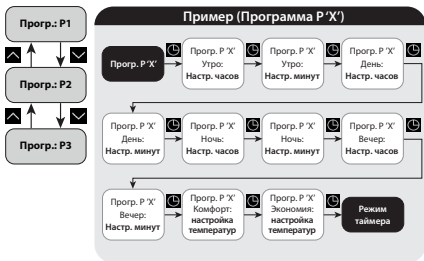 Прогр.: P1
Прогр.: P2
Прогр.: P3
Пример (Программа P ‘X’)
Прогр. P ‘X’
Прогр. P ‘X’
Утро:
Настр. часов
Прогр. P ‘X’
Утро:
Настр. минут
Прогр. P ‘X’
День:
Настр. часов
Прогр. P ‘X’
День:
Настр. минут
Прогр. P ‘X’
Ночь:
Настр. часов
Прогр. P ‘X’
Ночь:
Настр. минут
Прогр. P ‘X’
Вечер:
Настр. часов
Прогр. P ‘X’
Вечер:
Настр. минут
Прогр. P ‘X’
Комфорт:
настройка
температур
Прогр. P ‘X’
Экономия:
настройка
температур
Режим
таймера